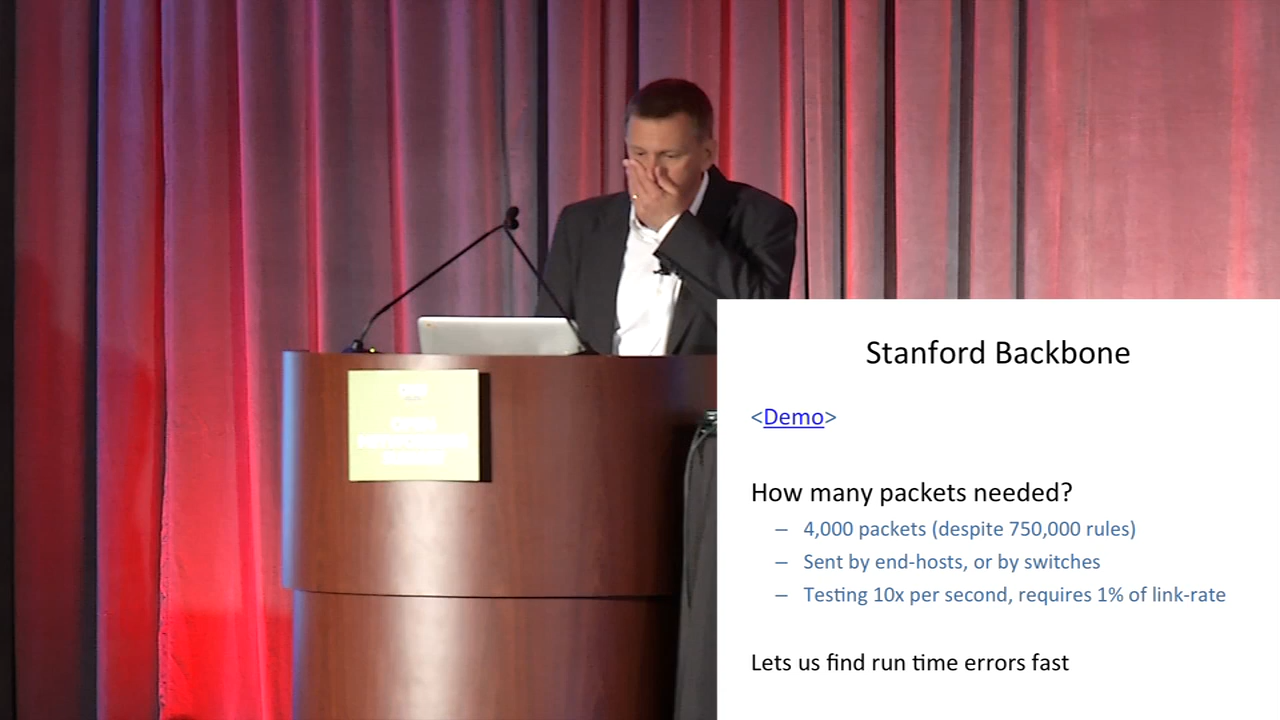 Stanford Backbone
<Demo>
How many packets needed?
– 4,000 packets (despite 750,000 rules)
– Sent by end-hosts, or by switches
– Testing 10x per second, requires 1% of link-rate
Lets us find run time errors fast